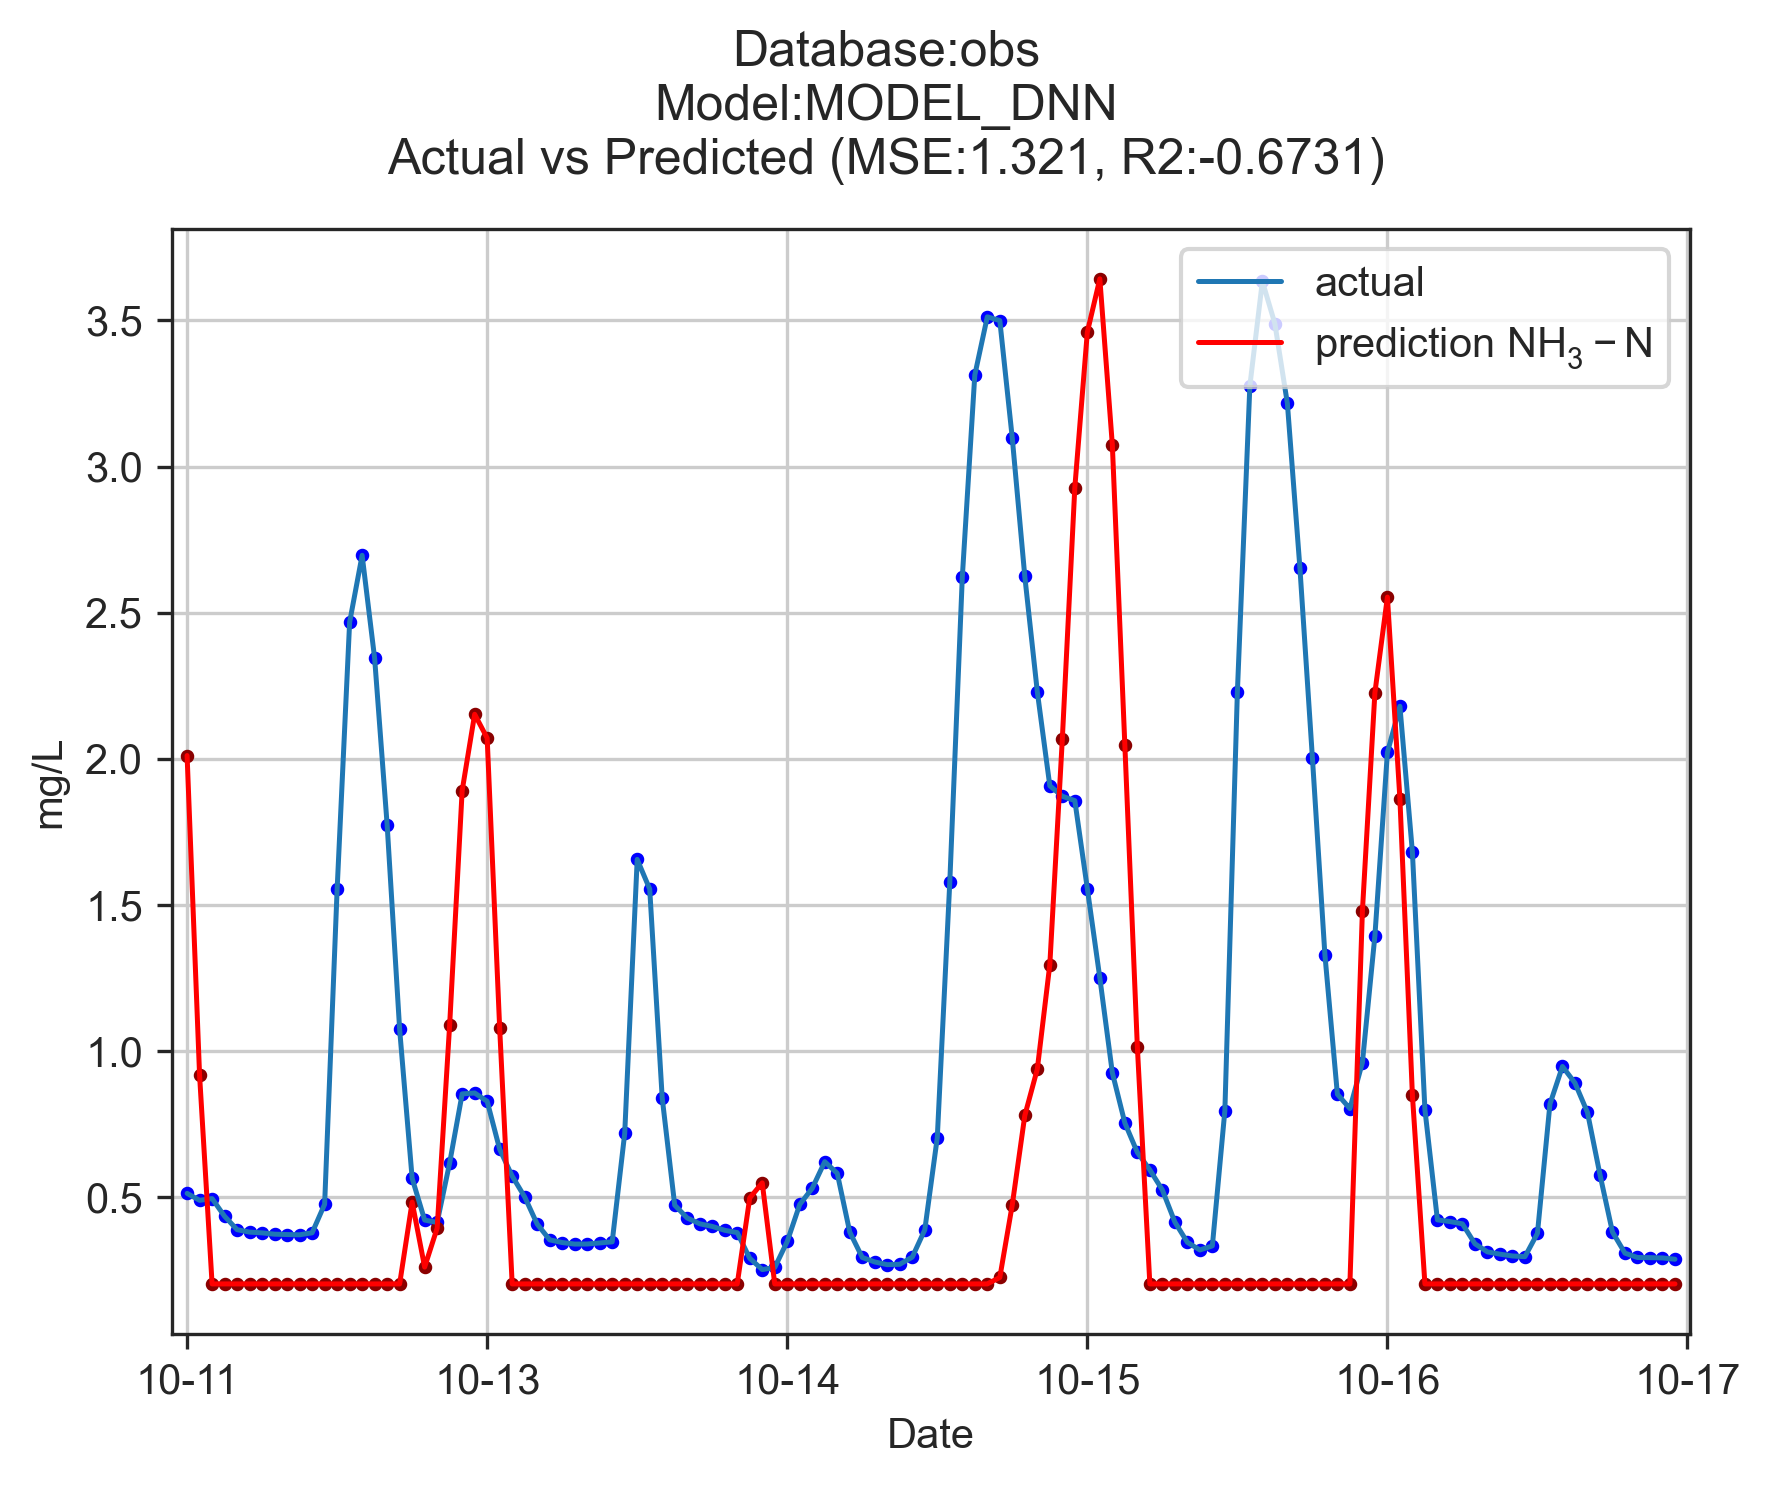 Database:obs
Model:MODEL_DNN
Actual vs Predicted (MSE:1.321, R2:-0.6731)
actual
prediction NH₃ − N
3.5
3.0
2.5
2.0
1.5
1.0
0.5
mg/L
10-11 10-13 10-14 10-15 10-16 10-17
Date